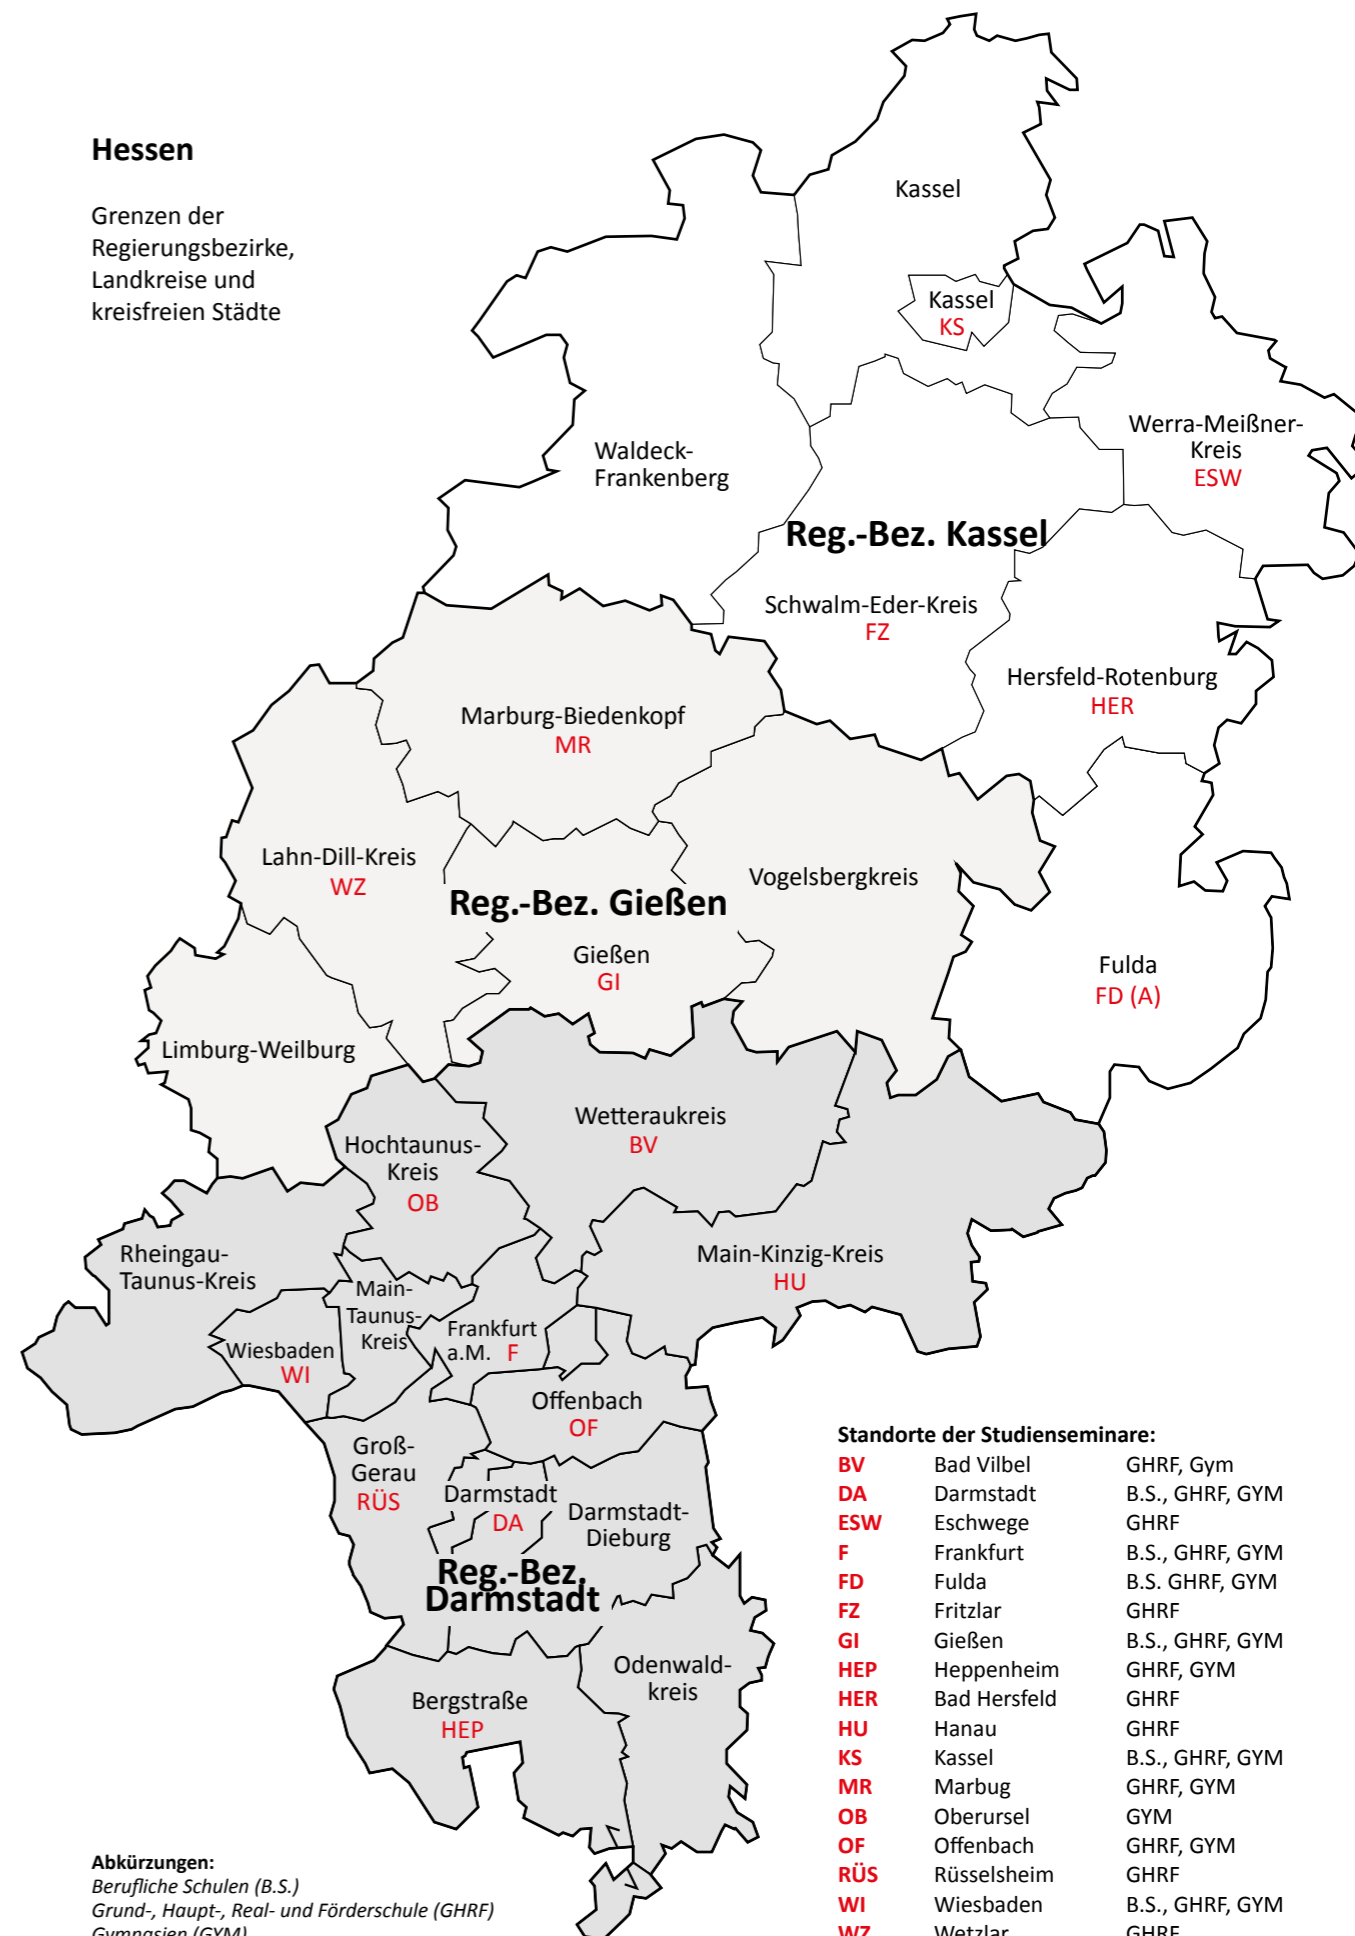 Hessen
Grenzen der
Regierungsbezirke,
Landkreise und
kreisfreien Städte
Kassel
Kassel
KS
Werra-Meißner-
Kreis
ESW
Waldeck-
Frankenberg
Reg.-Bez. Kassel
Schwalm-Eder-Kreis
FZ
Hersfeld-Rotenburg
HER
Marburg-Biedenkopf
MR
Lahn-Dill-Kreis
WZ
Vogelsbergkreis
Reg.-Bez. Gießen
Gießen
GI
Fulda
FD (A)
Limburg-Weilburg
Wetteraukreis
BV
Hochtaunus-
Kreis
OB
Rheingau-
Taunus-Kreis
Main-Kinzig-Kreis
HU
Main-
Taunus-
Kreis
Frankfurt
a.M. F
Wiesbaden
WI
Offenbach
OF
Groß-
Gerau
RÜS
Darmstadt
DA
Darmstadt-
Dieburg
Reg.-Bez.
Darmstadt
Odenwald-
kreis
Bergstraße
HEP
Standorte der Studienseminare:
BV Bad Vilbel GHRF, Gym
DA Darmstadt B.S., GHRF, GYM
ESW Eschwege GHRF
F Frankfurt B.S., GHRF, GYM
FD Fulda B.S. GHRF, GYM
FZ Fritzlar GHRF
GI Gießen B.S., GHRF, GYM
HEP Heppenheim GHRF, GYM
HER Bad Hersfeld GHRF
HU Hanau GHRF
KS Kassel B.S., GHRF, GYM
MR Marbug GHRF, GYM
OB Oberursel GYM
OF Offenbach GHRF, GYM
RÜS Rüsselsheim GHRF
WI Wiesbaden B.S., GHRF, GYM
WZ Wetzlar GHRF
Abkürzungen:
Berufliche Schulen (B.S.)
Grund-, Haupt-, Real- und Förderschule (GHRF)
Gymnasien (GYM)